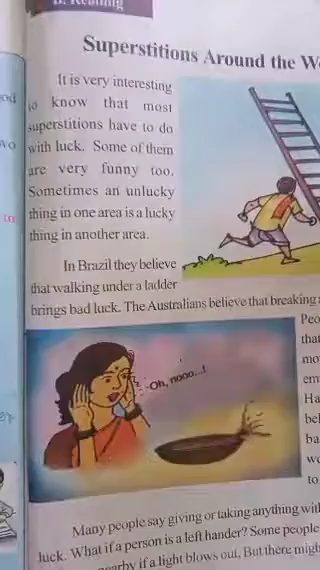 B. Reading
Superstitions Around the
It is very interesting
to know that most
superstitions have to do
with luck. Some of them
are very funny too.
Sometimes an unlucky
thing in one area is a lucky
thing in another area.
In Brazil they believe
that walking under a ladder
brings bad luck. The Australians believe that breaking
Oh, nooo...!
Many people say giving or taking anything
luck. What if a person is a left hander? Some people
if a light blows out. But there